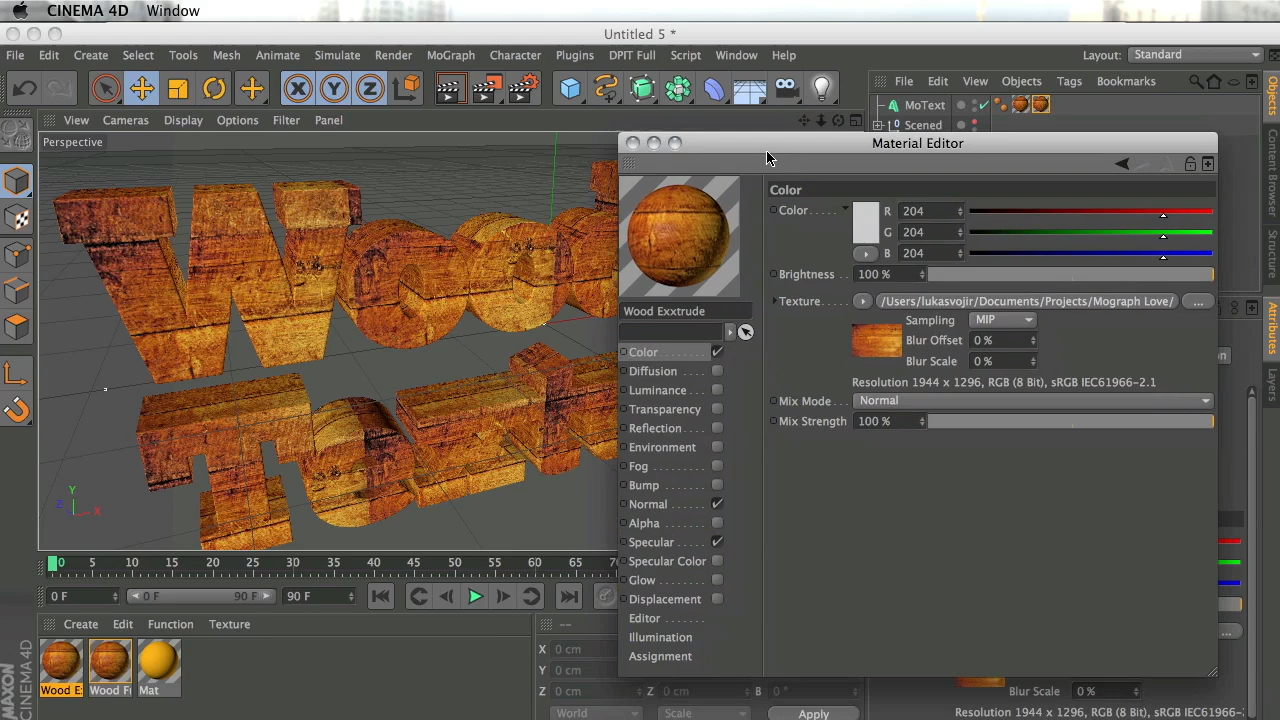 CINEMA 4D Window
Untitled 5 *
File Edit Create Select Tools Mesh Animate Simulate Render MoGraph Character Plugins DPIT Full Script Window Help Layout: Standard
File Edit View Objects Tags Bookmarks
View Cameras Display Options Filter Panel
MoText
Scened
Perspective
Material Editor
Color
Color R 204
G 204
B 204
Brightness 100 %
Wood Exxtrude
Texture /Users/lukasvojir/Documents/Projects/Mograph Love/ ...
Sampling MIP
Blur Offset 0 %
Blur Scale 0 %
Resolution 1944 x 1296, RGB (8 Bit), sRGB IEC61966-2.1
Mix Mode Normal
Mix Strength 100 %
Color
Diffusion
Luminance
Transparency
Reflection
Environment
Fog
Bump
Normal
Alpha
Specular
Specular Color
Glow
Displacement
Editor
Illumination
Assignment
Objects
Content Browser
Structure
Attributes
Layers
0 5 10 15 20 25 30 35 40 45 50 55 60 65
0 F 0 F 90 F 90 F
Create Edit Function Texture
--
X 0 cm
Y 0 cm
Z 0 cm Z 0 cm B 0 °
World Scale Apply
Wood E: Wood F Mat
MAXON
CINEMA 4D
...
Blur Scale 0 %
Resolution 1944 x 1296, RGB (8 Bit), sRGB IEC61966-